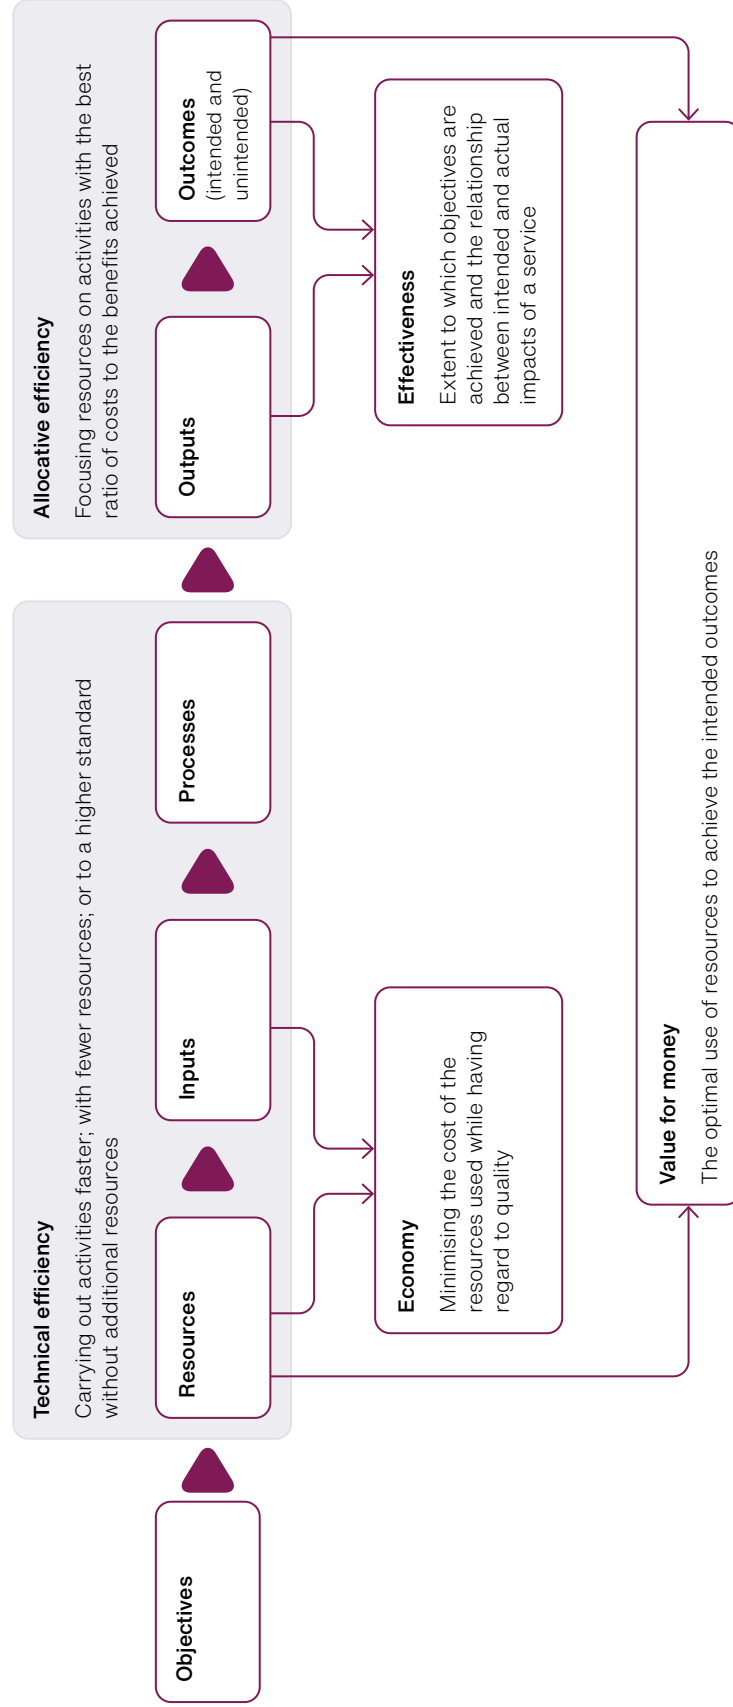 Technical efficiency
Carrying out activities faster; with fewer resources; or to a higher standard
without additional resources
Allocative efficiency
Focusing resources on activities with the best
ratio of costs to the benefits achieved
Objectives
Resources
Inputs
Processes
Outputs
Outcomes
(intended and
unintended)
Economy
Minimising the cost of the
resources used while having
regard to quality
Effectiveness
Extent to which objectives are
achieved and the relationship
between intended and actual
impacts of a service
Value for money
The optimal use of resources to achieve the intended outcomes